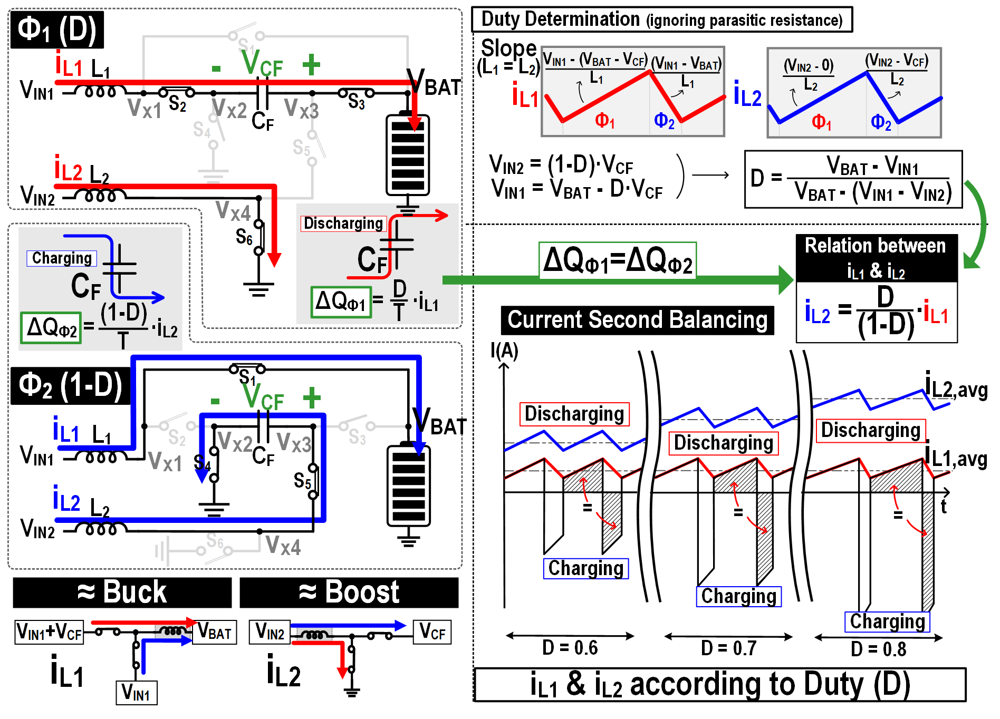 Φ1 (D)
S1
iL1
L1
- VCF +
VIN1
VX1
S2
VX2
CF
VX3
S3
VBAT
S4
S5
iL2
L2
VIN2
VX4
S6
Discharging
CF
ΔQΦ1 = D/T ·iL1
Charging
CF
ΔQΦ2 = (1-D)/T ·iL2
Φ2 (1-D)
S1
- VCF +
iL1
L1
VIN1
VX1
S2
VX2
CF
VX3
S3
VBAT
S4
S5
iL2
L2
VIN2
S6
VX4
≈ Buck
VIN1+VCF
VBAT
iL1
VIN1
≈ Boost
VIN2
VCF
iL2
Duty Determination (ignoring parasitic resistance)
Slope
(L1 = L2)
iL1
VIN1 - (VBAT - VCF)
L1
(VIN1 - VBAT)
L1
Φ1
Φ2
iL2
(VIN2 - 0)
L2
(VIN2 - VCF)
L2
Φ1
Φ2
VIN2 = (1-D)·VCF
VIN1 = VBAT - D·VCF
D = VBAT - VIN1
VBAT - (VIN1 - VIN2)
ΔQΦ1=ΔQΦ2
Relation between
iL1 & iL2
iL2 = D/(1-D) ·iL1
Current Second Balancing
I(A)
iL2,avg
Discharging
Discharging
Discharging
iL1,avg
=
=
=
t
Charging
Charging
Charging
D = 0.6
D = 0.7
D = 0.8
iL1 & iL2 according to Duty (D)